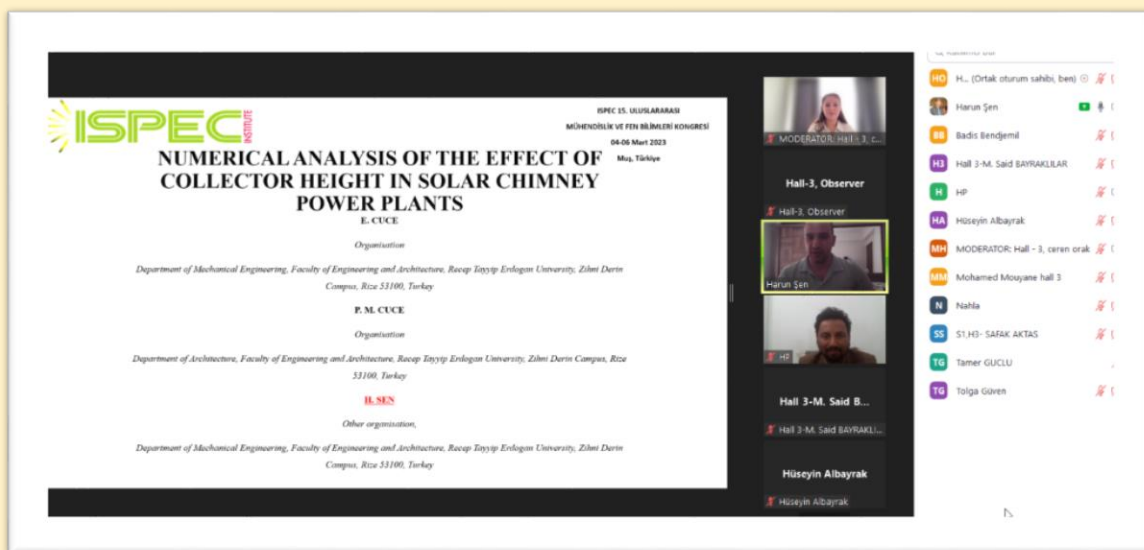 ISPEC
INSTITUTE
ISPEC 15. ULUSLARARASI
MÜHENDİSLİK VE FEN BİLİMLERİ KONGRESİ
04-06 Mart 2023
Muş, Türkiye
NUMERICAL ANALYSIS OF THE EFFECT OF
COLLECTOR HEIGHT IN SOLAR CHIMNEY
POWER PLANTS
E. CUCE
Organisation
Department of Mechanical Engineering, Faculty of Engineering and Architecture, Recep Tayyip Erdogan University, Zihni Derin
Campus, Rize 53100, Turkey
P. M. CUCE
Organisation
Department of Architecture, Faculty of Engineering and Architecture, Recep Tayyip Erdogan University, Zihni Derin Campus, Rize
53100, Turkey
H. SEN
Other organisation,
Department of Mechanical Engineering, Faculty of Engineering and Architecture, Recep Tayyip Erdogan University, Zihni Derin
Campus, Rize 53100, Turkey
MODERATOR: Hall - 3, c...
Hall-3, Observer
Hall-3, Observer
Harun Şen
HP
Hall 3-M. Said B...
Hall 3-M. Said BAYRAKLI...
Hüseyin Albayrak
Hüseyin Albayrak
HO H... (Ortak oturum sahibi, ben)
Harun Şen
BB Badis Bendjemil
H3 Hall 3-M. Said BAYRAKLILAR
H HP
HA Hüseyin Albayrak
MH MODERATOR: Hall - 3, ceren orak
MM Mohamed Mouyane hall 3
N Nahla
SS S1,H3- SAFAK AKTAS
TG Tamer GUCLU
TG Tolga Güven